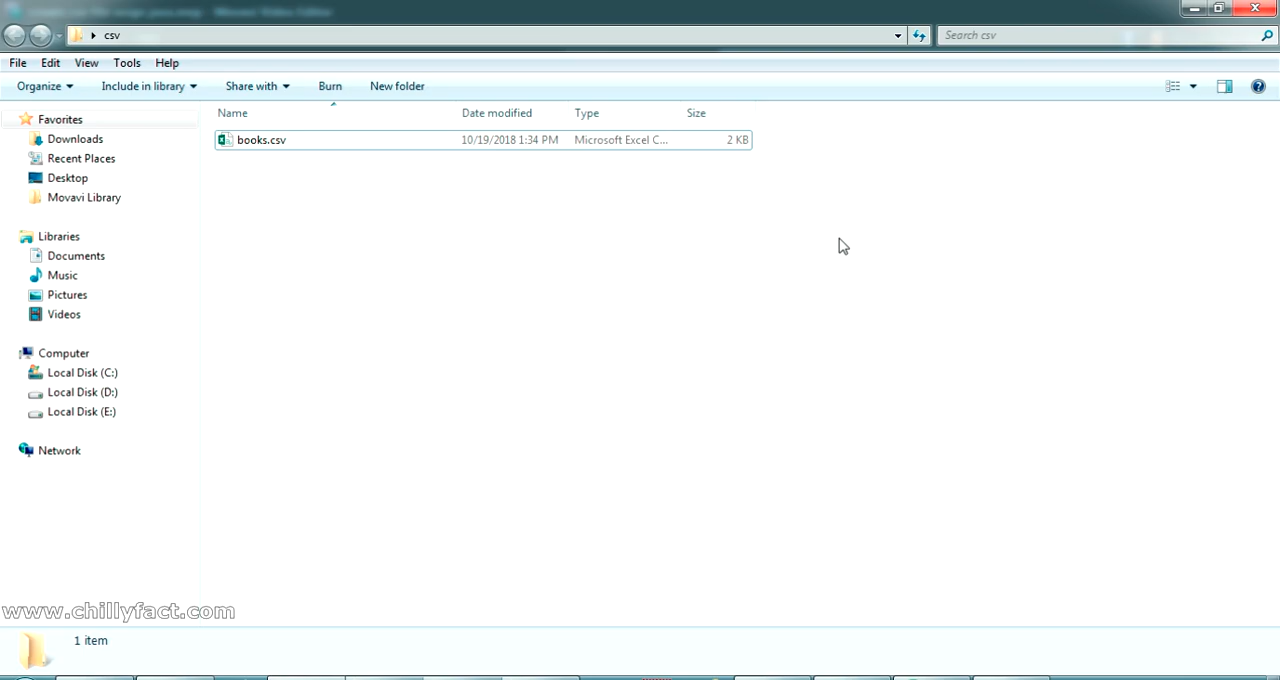 csv
Search csv
File Edit View Tools Help
Organize Include in library Share with Burn New folder
Name Date modified Type Size
books.csv 10/19/2018 1:34 PM Microsoft Excel C... 2 KB
Favorites
Downloads
Recent Places
Desktop
Movavi Library
Libraries
Documents
Music
Pictures
Videos
Computer
Local Disk (C:)
Local Disk (D:)
Local Disk (E:)
Network
www.chillyfact.com
1 item